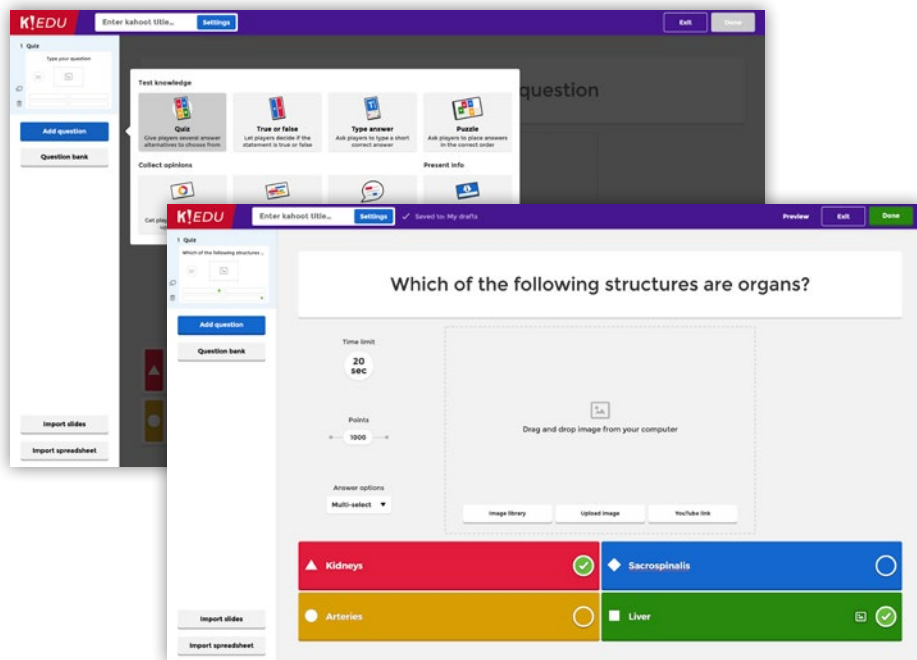 K!EDU
Enter kahoot title…
Settings
Exit
Done
1 Quiz
Type your question
Add question
Question bank
Import slides
Import spreadsheet
question
Test knowledge
Quiz
Give players several answer
alternatives to choose from
True or false
Let players decide if the
statement is true or false
Type answer
Ask players to type a short
correct answer
Puzzle
Ask players to place answers
in the correct order
Collect opinions
Present info
K!EDU
Enter kahoot title…
Settings
Saved to: My drafts
Preview
Exit
Done
1 Quiz
Which of the following structures …
Add question
Question bank
Import slides
Import spreadsheet
Which of the following structures are organs?
Time limit
20
sec
Points
1000
Answer options
Multi-select
Drag and drop image from your computer
Image library
Upload image
YouTube link
Kidneys
Sacrospinalis
Arteries
Liver